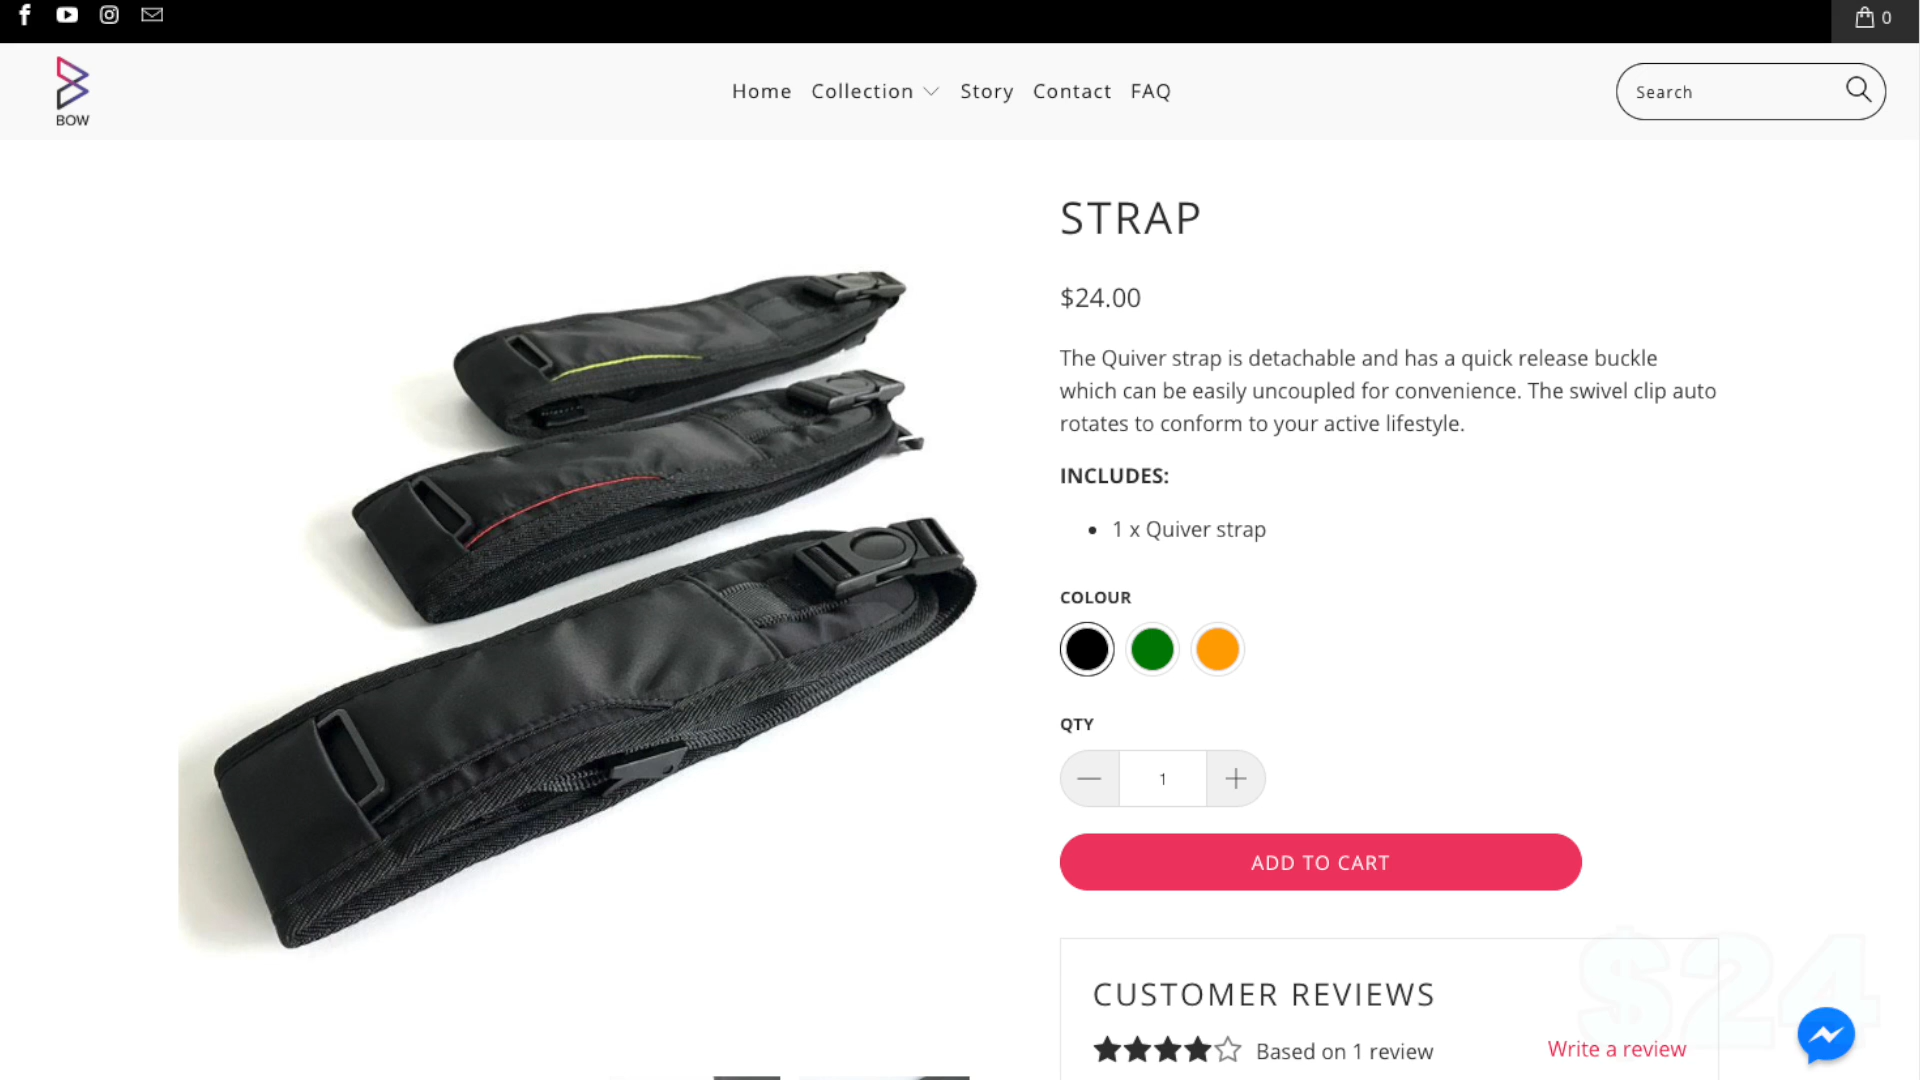 0
BOW
Home Collection Story Contact FAQ
Search
STRAP
$24.00
The Quiver strap is detachable and has a quick release buckle
which can be easily uncoupled for convenience. The swivel clip auto
rotates to conform to your active lifestyle.
INCLUDES:
• 1 x Quiver strap
COLOUR
QTY
1
ADD TO CART
CUSTOMER REVIEWS
Based on 1 review
Write a review
$24